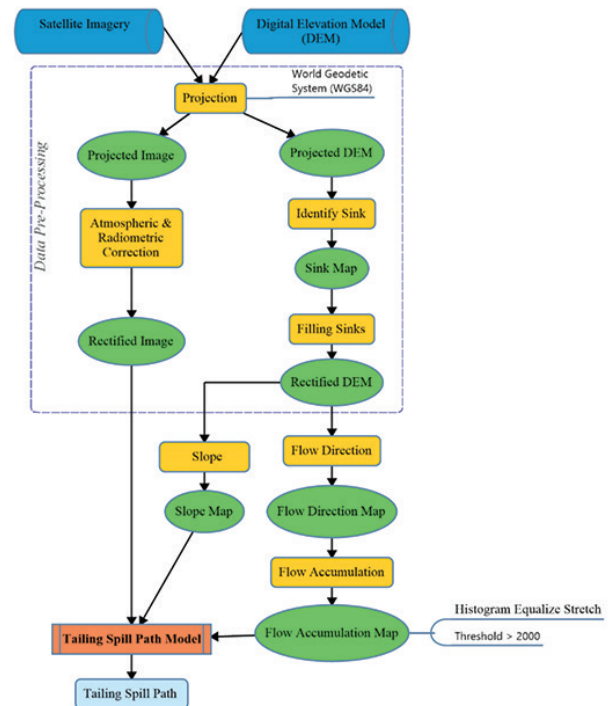 Satellite Imagery
Digital Elevation Model
(DEM)
World Geodetic
System (WGS84)
Projection
Data Pre-Processing
Projected Image
Projected DEM
Atmospheric &
Radiometric
Correction
Identify Sink
Sink Map
Rectified Image
Filling Sinks
Rectified DEM
Slope
Flow Direction
Slope Map
Flow Direction Map
Flow Accumulation
Histogram Equalize Stretch
Tailing Spill Path Model
Flow Accumulation Map
Threshold > 2000
Tailing Spill Path